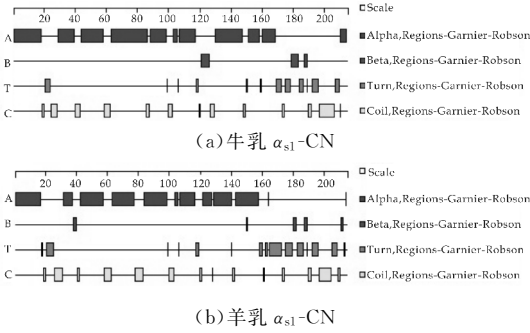 Scale
20 40 60 80 100 120 140 160 180 200
A Alpha,Regions-Garnier-Robson
B Beta,Regions-Garnier-Robson
T Turn,Regions-Garnier-Robson
C Coil,Regions-Garnier-Robson
(a)牛乳 αs1-CN
Scale
20 40 60 80 100 120 140 160 180 200
A Alpha,Regions-Garnier-Robson
B Beta,Regions-Garnier-Robson
T Turn,Regions-Garnier-Robson
C Coil,Regions-Garnier-Robson
(b)羊乳 αs1-CN